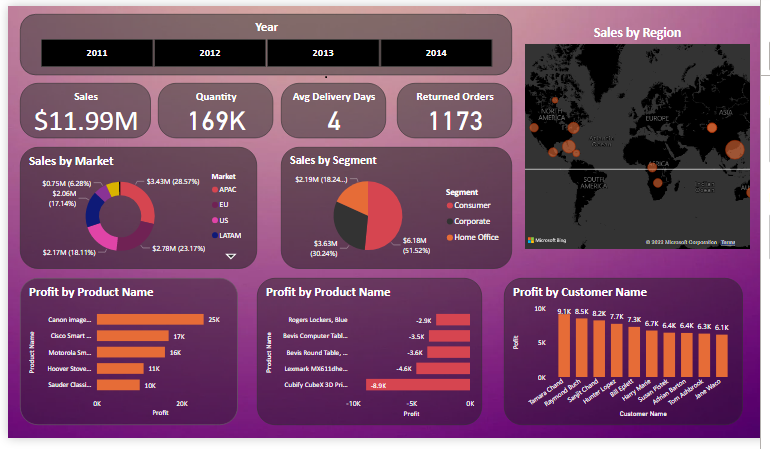 Year
2011
2012
2013
2014
Sales
$11.99M
Quantity
169K
Avg Delivery Days
4
Returned Orders
1173
Sales by Market
$0.75M (6.28%)
$2.06M
(17.14%)
$2.17M (18.11%)
$3.43M (28.57%)
$2.78M (23.17%)
Market
APAC
EU
US
LATAM
Sales by Segment
$2.19M (18.24...)
$3.63M
(30.24%)
$6.18M
(51.52%)
Segment
Consumer
Corporate
Home Office
Sales by Region
NORTH
AMERICA
EUROPE
ASIA
AFRICA
SOUTH
AMERICA
AU
Microsoft Bing
© 2023 Microsoft Corporation Terms
Profit by Product Name
Product Name
Canon image...
25K
Cisco Smart ...
17K
Motorola Sm...
16K
Hoover Stove...
11K
Sauder Classi...
10K
0K
20K
Profit
Profit by Product Name
Product Name
Rogers Lockers, Blue
-2.9K
Bevis Computer Tabl...
-3.5K
Bevis Round Table, ...
-3.6K
Lexmark MX611dhe...
-4.6K
Cubify CubeX 3D Pri...
-8.9K
-10K
-5K
0K
Profit
Profit by Customer Name
10K
5K
0K
9.1K
8.5K
8.2K
7.7K
7.3K
6.7K
6.4K
6.4K
6.3K
6.1K
Tamara Chand
Raymond Buch
Sanjit Chand
Hunter Lopez
Bill Eplett
Harry Marie
Susan Pistek
Adrian Barton
Tom Ashbrook
Jane Waco
Customer Name